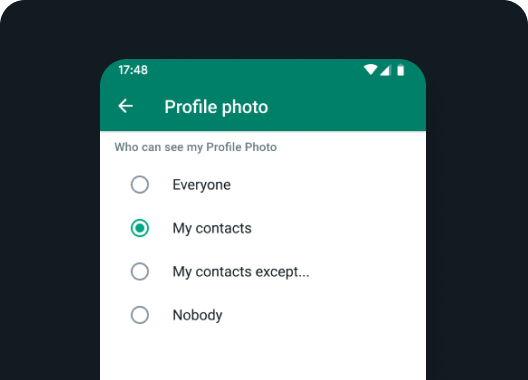 17:48
Profile photo
Who can see my Profile Photo
Everyone
My contacts
My contacts except...
Nobody